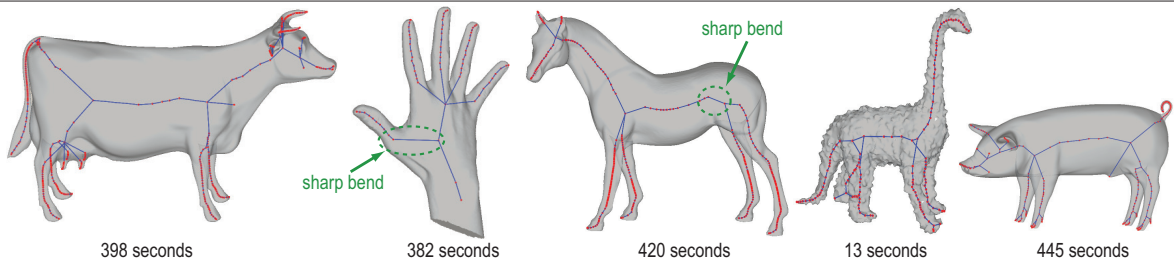 sharp bend
sharp bend
398 seconds
382 seconds
420 seconds
13 seconds
445 seconds